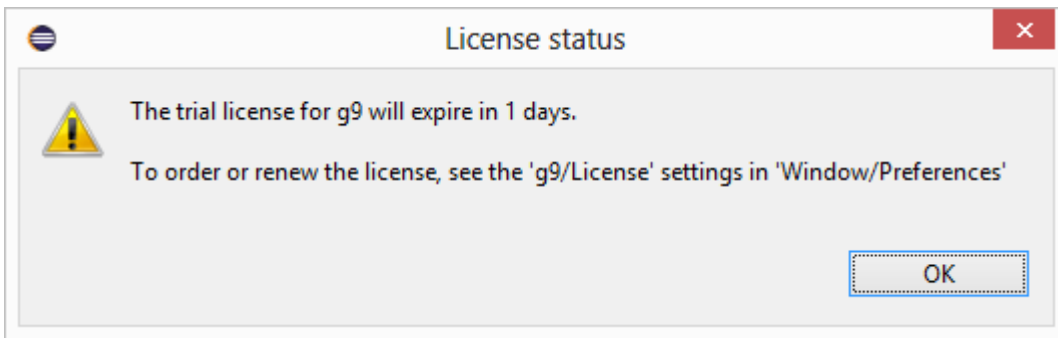 License status
The trial license for g9 will expire in 1 days.
To order or renew the license, see the 'g9/License' settings in 'Window/Preferences'
OK